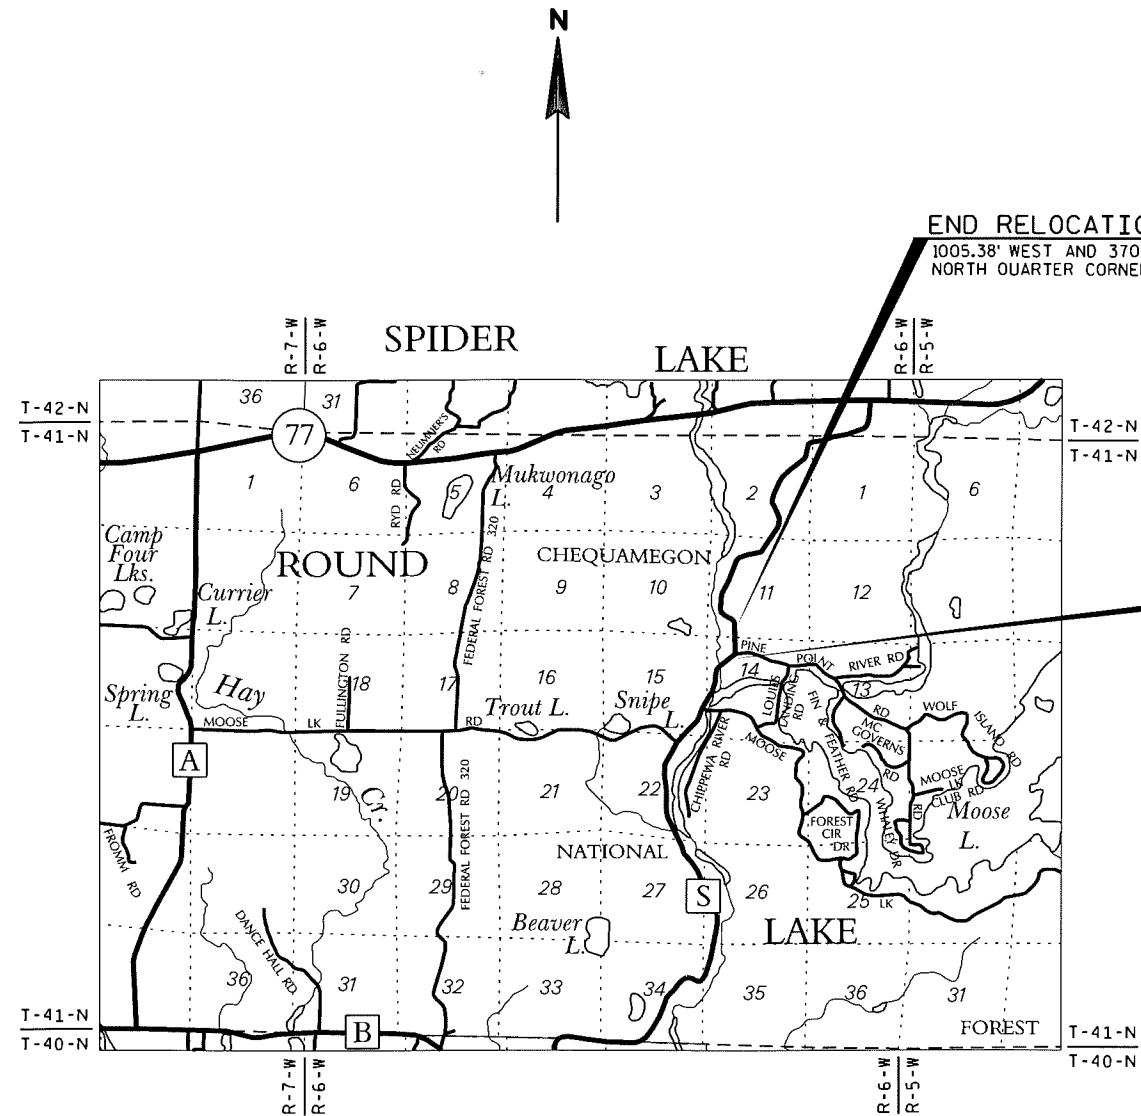 N
END RELOCATIO
1005.38' WEST AND 370
NORTH QUARTER CORNE
R-7-W
R-6-W
SPIDER
LAKE
R-6-W
R-5-W
T-42-N
T-41-N
36
31
77
NEUMNER'S
RD
T-42-N
T-41-N
1
6
5
Mukwonago
L.
4
3
2
1
6
RYD RD
FEDERAL FOREST RD 320
Camp
Four
Lks.
ROUND
CHEQUAMEGON
Currier
L.
7
8
9
10
11
12
FULLINGTON RD
PINE
POINT
RIVER RD
Spring
L.
Hay
18
17
16
15
14
13
Trout L.
Snipe
L.
LOUIES
LANDING
RD
FIN & FEATHER RD
RD
MC
GOVERNS
RD
WOLF
ISLAND RD
MOOSE
LK
RD
A
CHIPPEWA RIVER
RD
MOOSE
19
Cr.
20
21
22
23
24
MOOSE
LK
CLUB RD
RD
Moose
L.
FEDERAL FOREST RD 320
FOREST
CIR
DR
WHALEY DR
FROMM RD
NATIONAL
30
29
28
27
S
26
25
LK
DANCE HALL RD
Beaver
L.
LAKE
36
31
32
33
34
35
36
31
T-41-N
T-40-N
B
FOREST
T-41-N
T-40-N
R-7-W
R-6-W
R-6-W
R-5-W